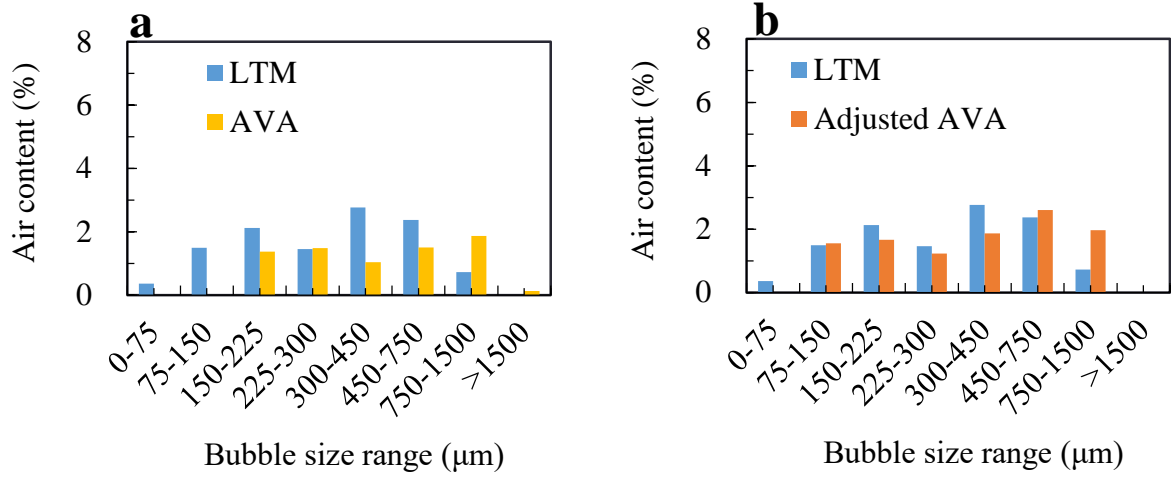 a
8
6
4
2
0
Air content (%)
LTM
AVA
0-75
75-150
150-225
225-300
300-450
450-750
750-1500
>1500
Bubble size range (μm)
b
8
6
4
2
0
Air content (%)
LTM
Adjusted AVA
0-75
75-150
150-225
225-300
300-450
450-750
750-1500
>1500
Bubble size range (μm)